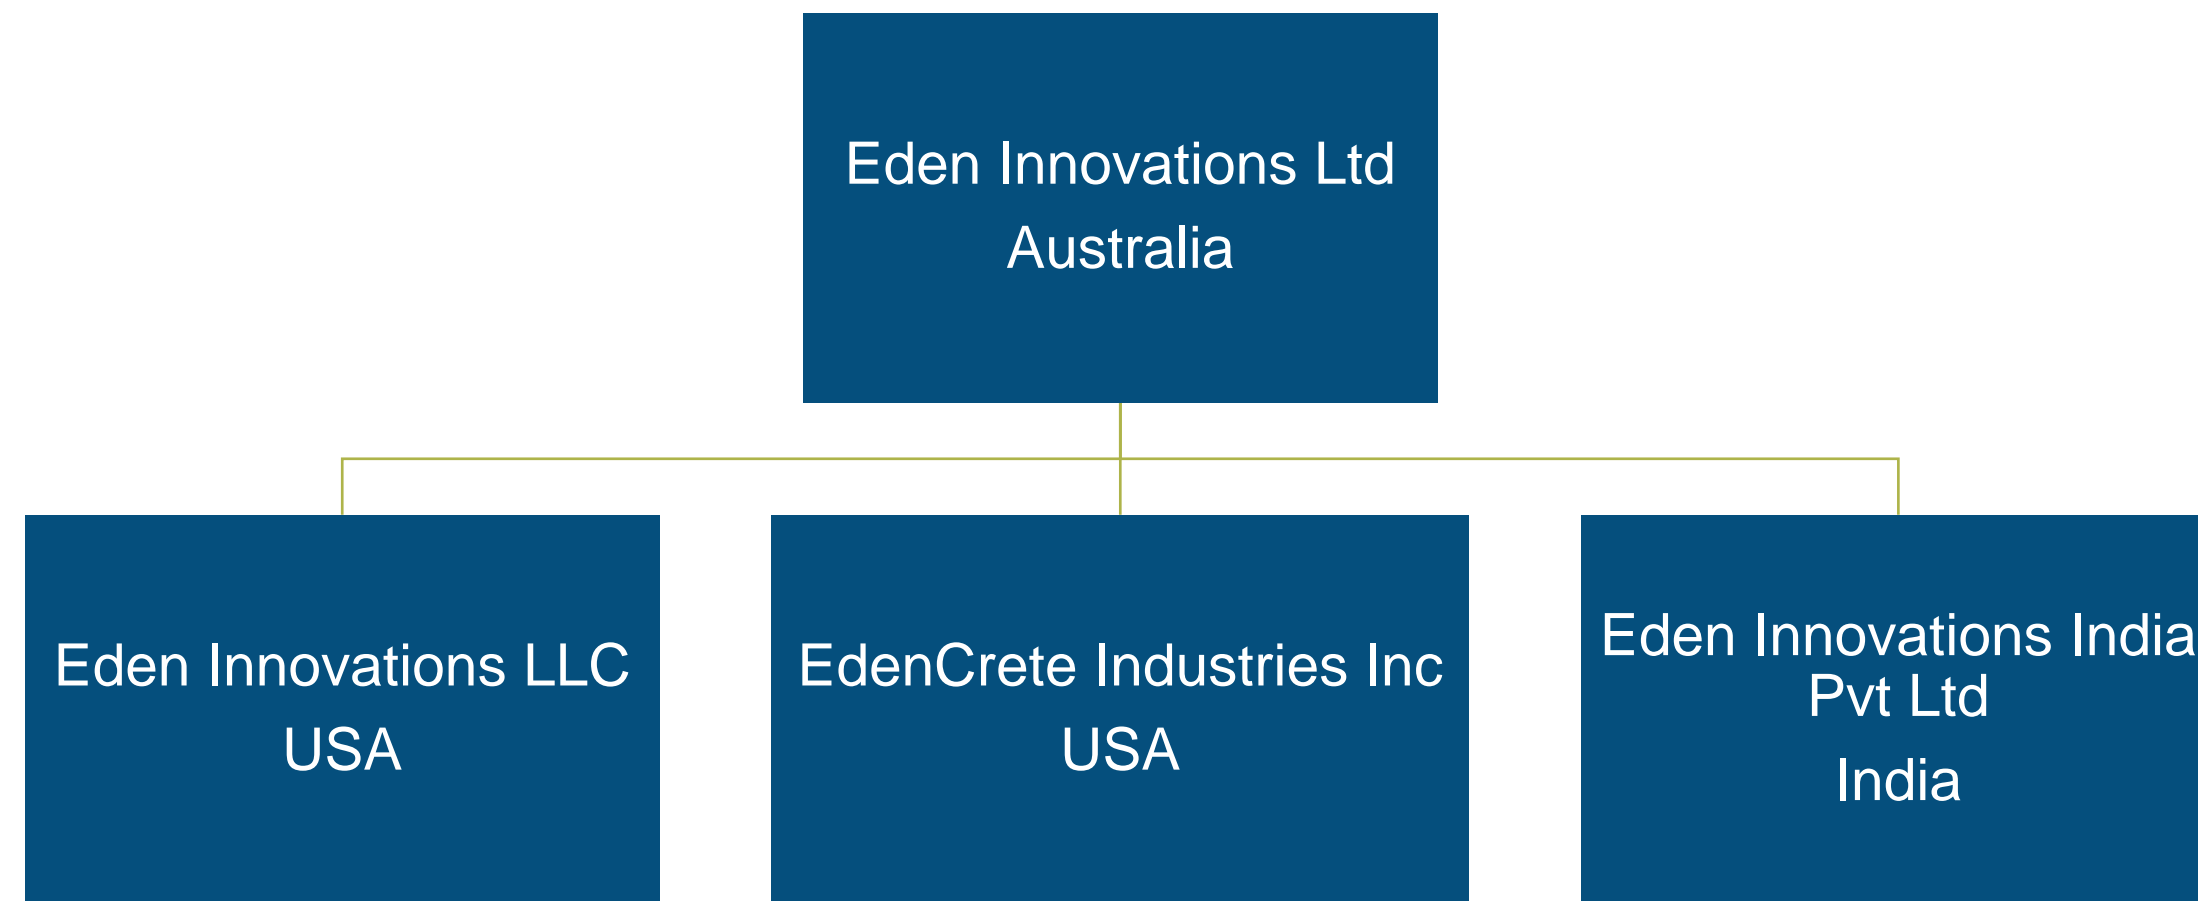 Eden Innovations Ltd
Australia
Eden Innovations LLC
USA
EdenCrete Industries Inc
USA
Eden Innovations India
Pvt Ltd
India